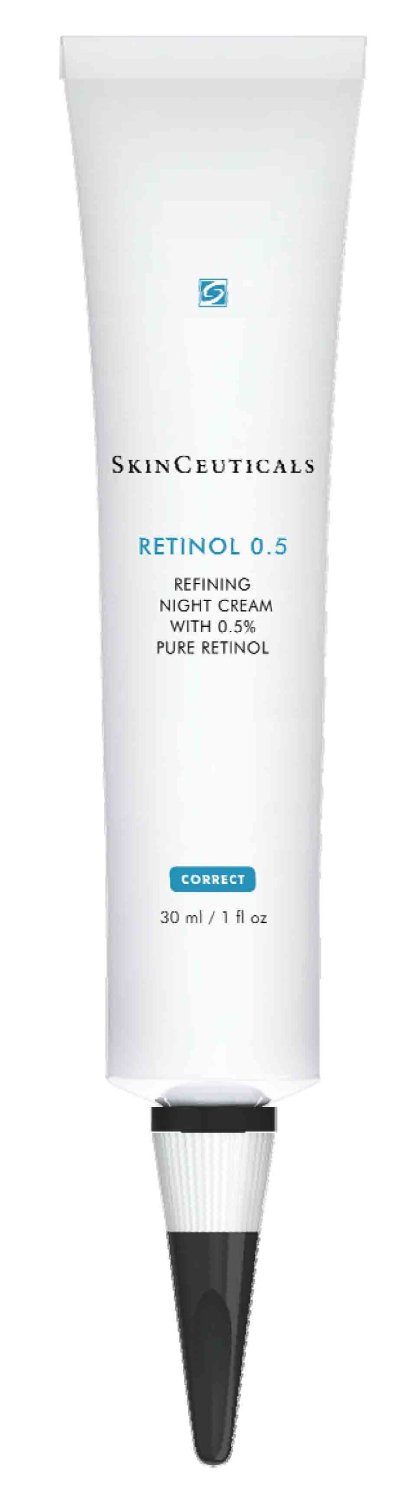 SKINCEUTICALS
RETINOL 0.5
REFINING
NIGHT CREAM
WITH 0.5%
PURE RETINOL
CORRECT
30 ml / 1 fl oz